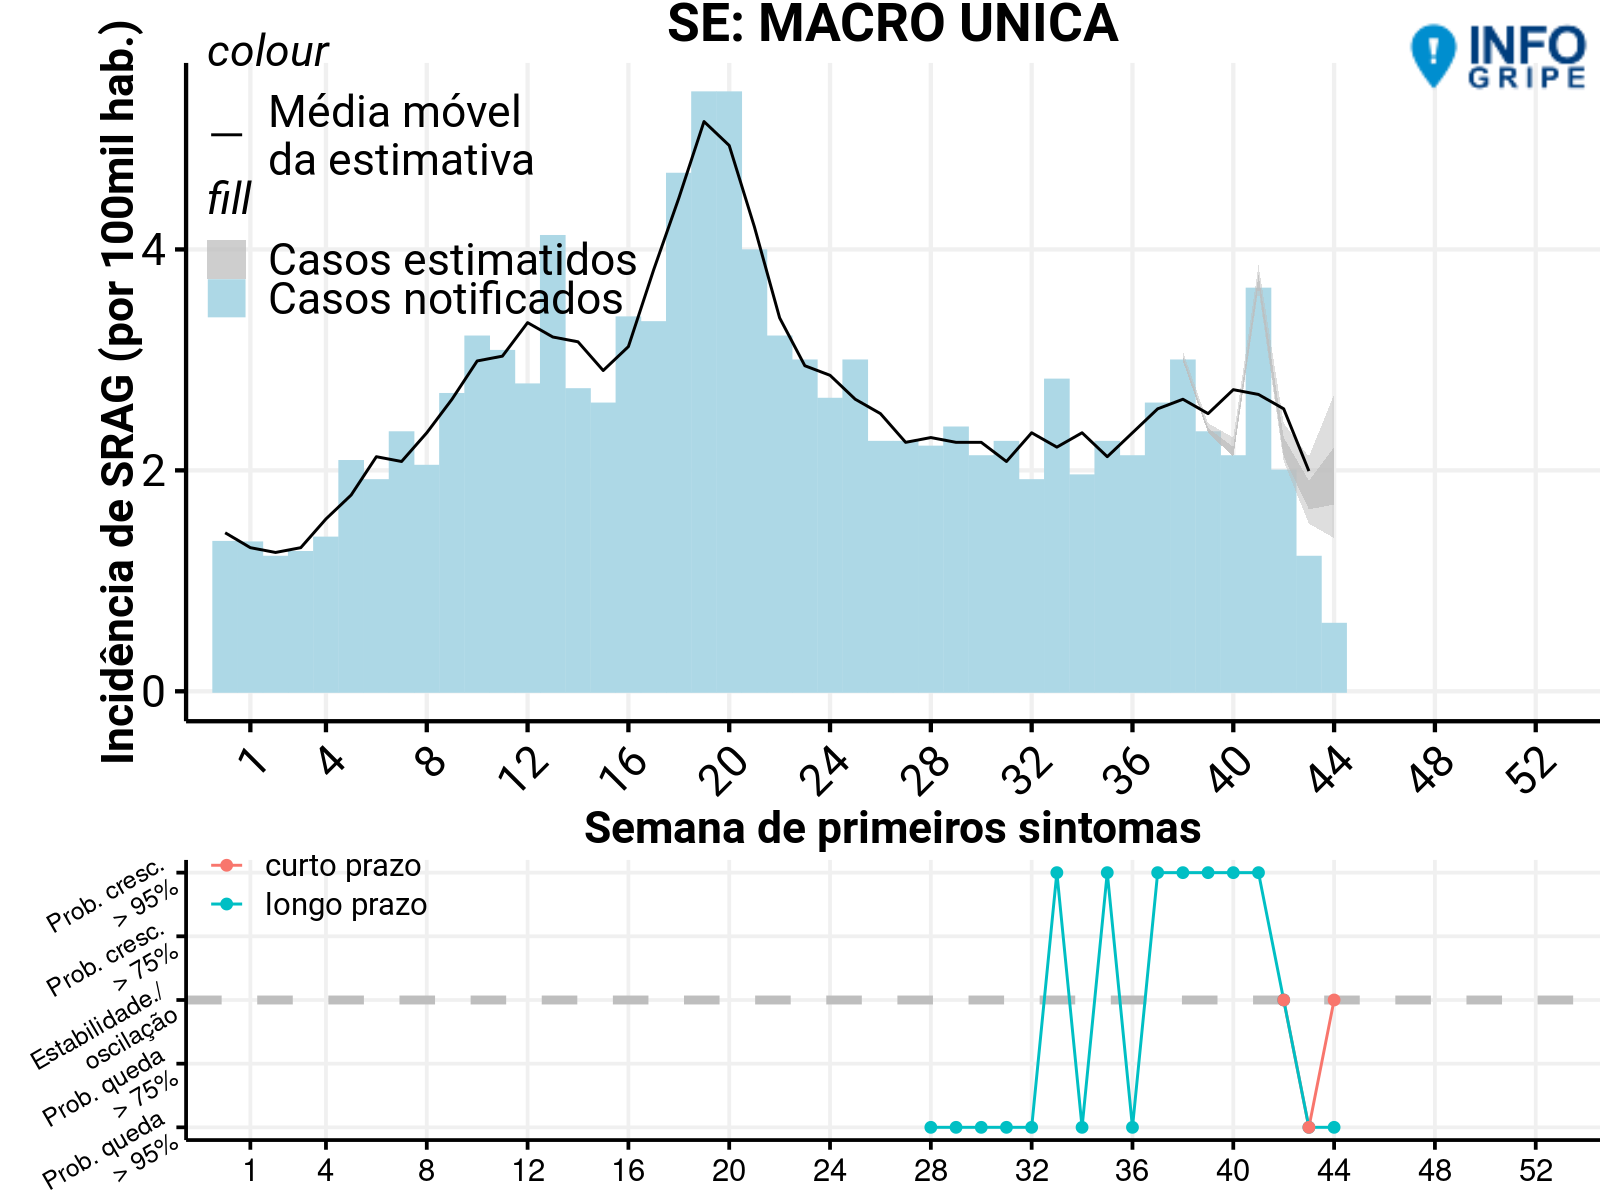 SE: MACRO UNICA
INFO
GRIPE
Incidência de SRAG (por 100mil hab.)
colour
Média móvel
da estimativa
fill
Casos estimatidos
Casos notificados
4
2
0
1 4 8 12 16 20 24 28 32 36 40 44 48 52
Semana de primeiros sintomas
curto prazo
longo prazo
Prob. cresc.
> 95%
Prob. cresc.
> 75%
Estabilidade./
oscilação
Prob. queda
> 75%
Prob. queda
> 95%
1 4 8 12 16 20 24 28 32 36 40 44 48 52